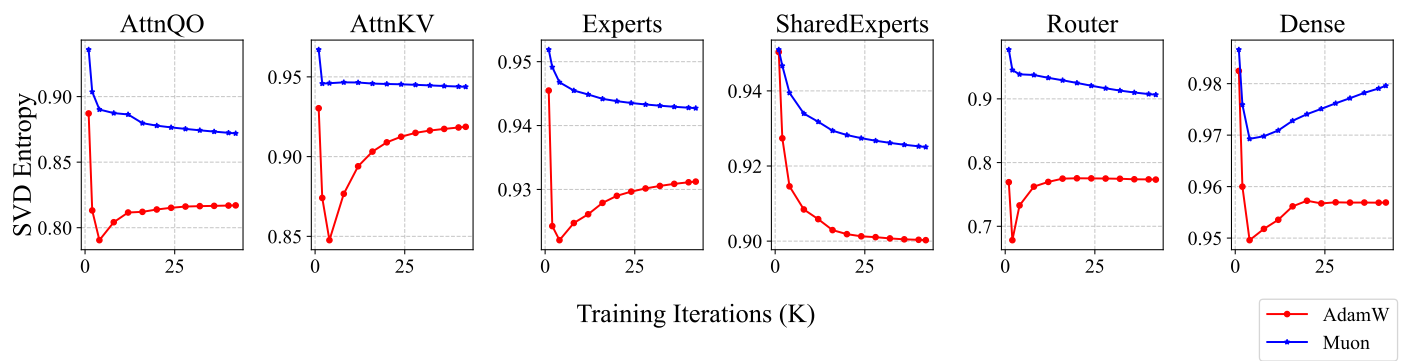 AttnQO AttnKV Experts SharedExperts Router Dense
SVD Entropy
0.90 0.85 0.80
0 25
0.95 0.90 0.85
0 25
0.95 0.94 0.93
0 25
0.94 0.92 0.90
0 25
0.9 0.8 0.7
0 25
0.98 0.97 0.96 0.95
0 25
Training Iterations (K)
AdamW
Muon